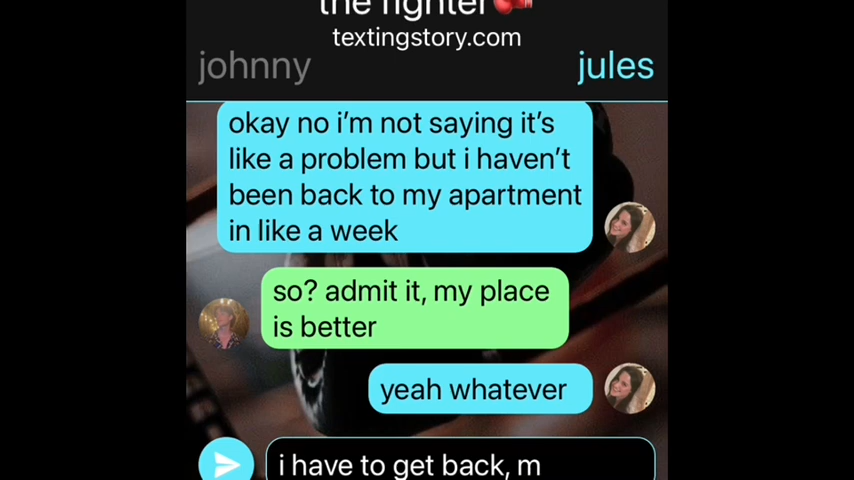 the fighter🥊
textingstory.com
johnny
jules
okay no i’m not saying it’s
like a problem but i haven’t
been back to my apartment
in like a week
so? admit it, my place
is better
yeah whatever
i have to get back, m